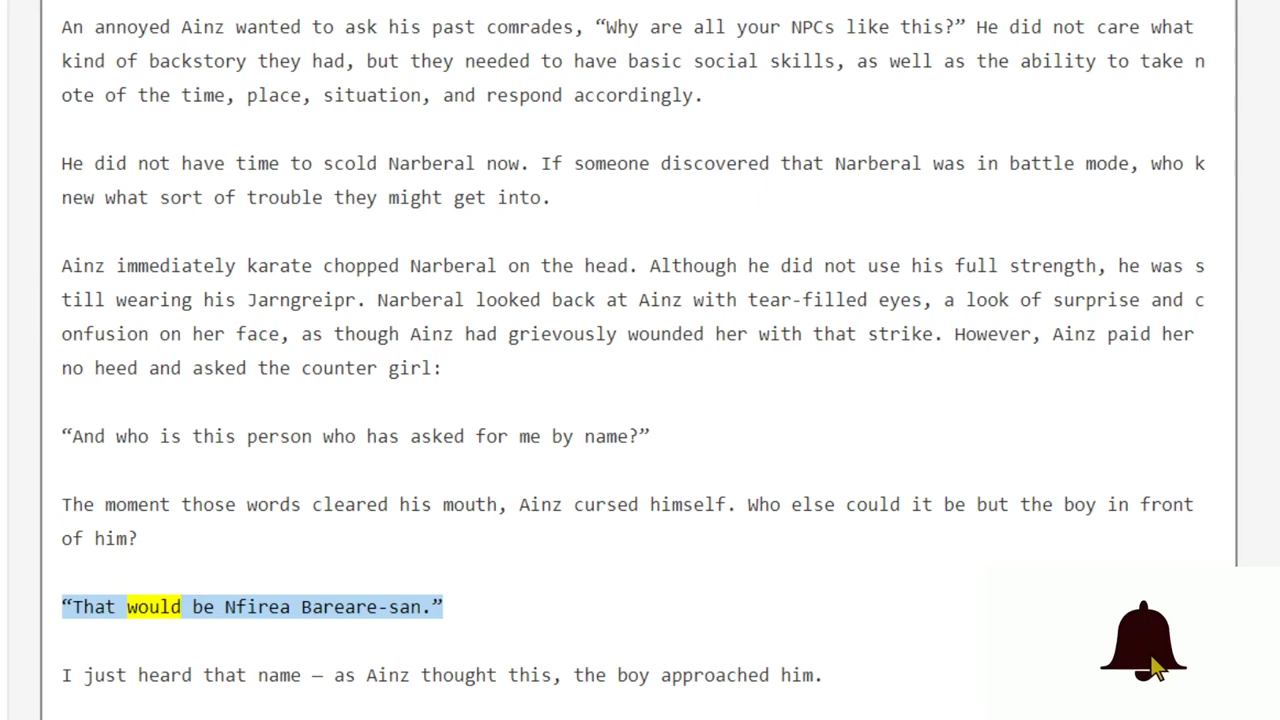 An annoyed Ainz wanted to ask his past comrades, “Why are all your NPCs like this?” He did not care what
kind of backstory they had, but they needed to have basic social skills, as well as the ability to take n
ote of the time, place, situation, and respond accordingly.
He did not have time to scold Narberal now. If someone discovered that Narberal was in battle mode, who k
new what sort of trouble they might get into.
Ainz immediately karate chopped Narberal on the head. Although he did not use his full strength, he was s
till wearing his Jarngreipr. Narberal looked back at Ainz with tear-filled eyes, a look of surprise and c
onfusion on her face, as though Ainz had grievously wounded her with that strike. However, Ainz paid her
no heed and asked the counter girl:
“And who is this person who has asked for me by name?”
The moment those words cleared his mouth, Ainz cursed himself. Who else could it be but the boy in front
of him?
“That would be Nfirea Bareare-san.”
I just heard that name — as Ainz thought this, the boy approached him.